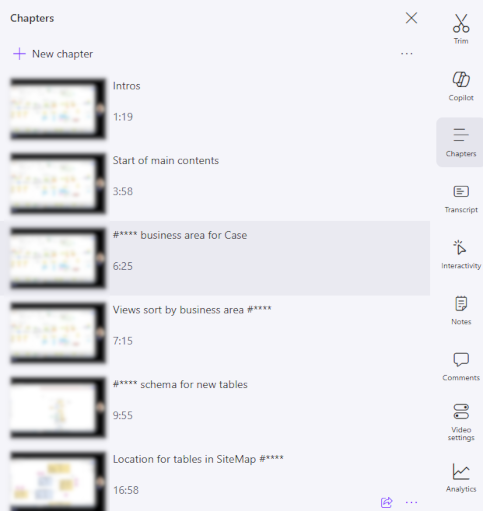 Chapters
New chapter
Intros
1:19
Start of main contents
3:58
#**** business area for Case
6:25
Views sort by business area #****
7:15
#**** schema for new tables
9:55
Location for tables in SiteMap #****
16:58
Trim
Copilot
Chapters
Transcript
Interactivity
Notes
Comments
Video
settings
Analytics